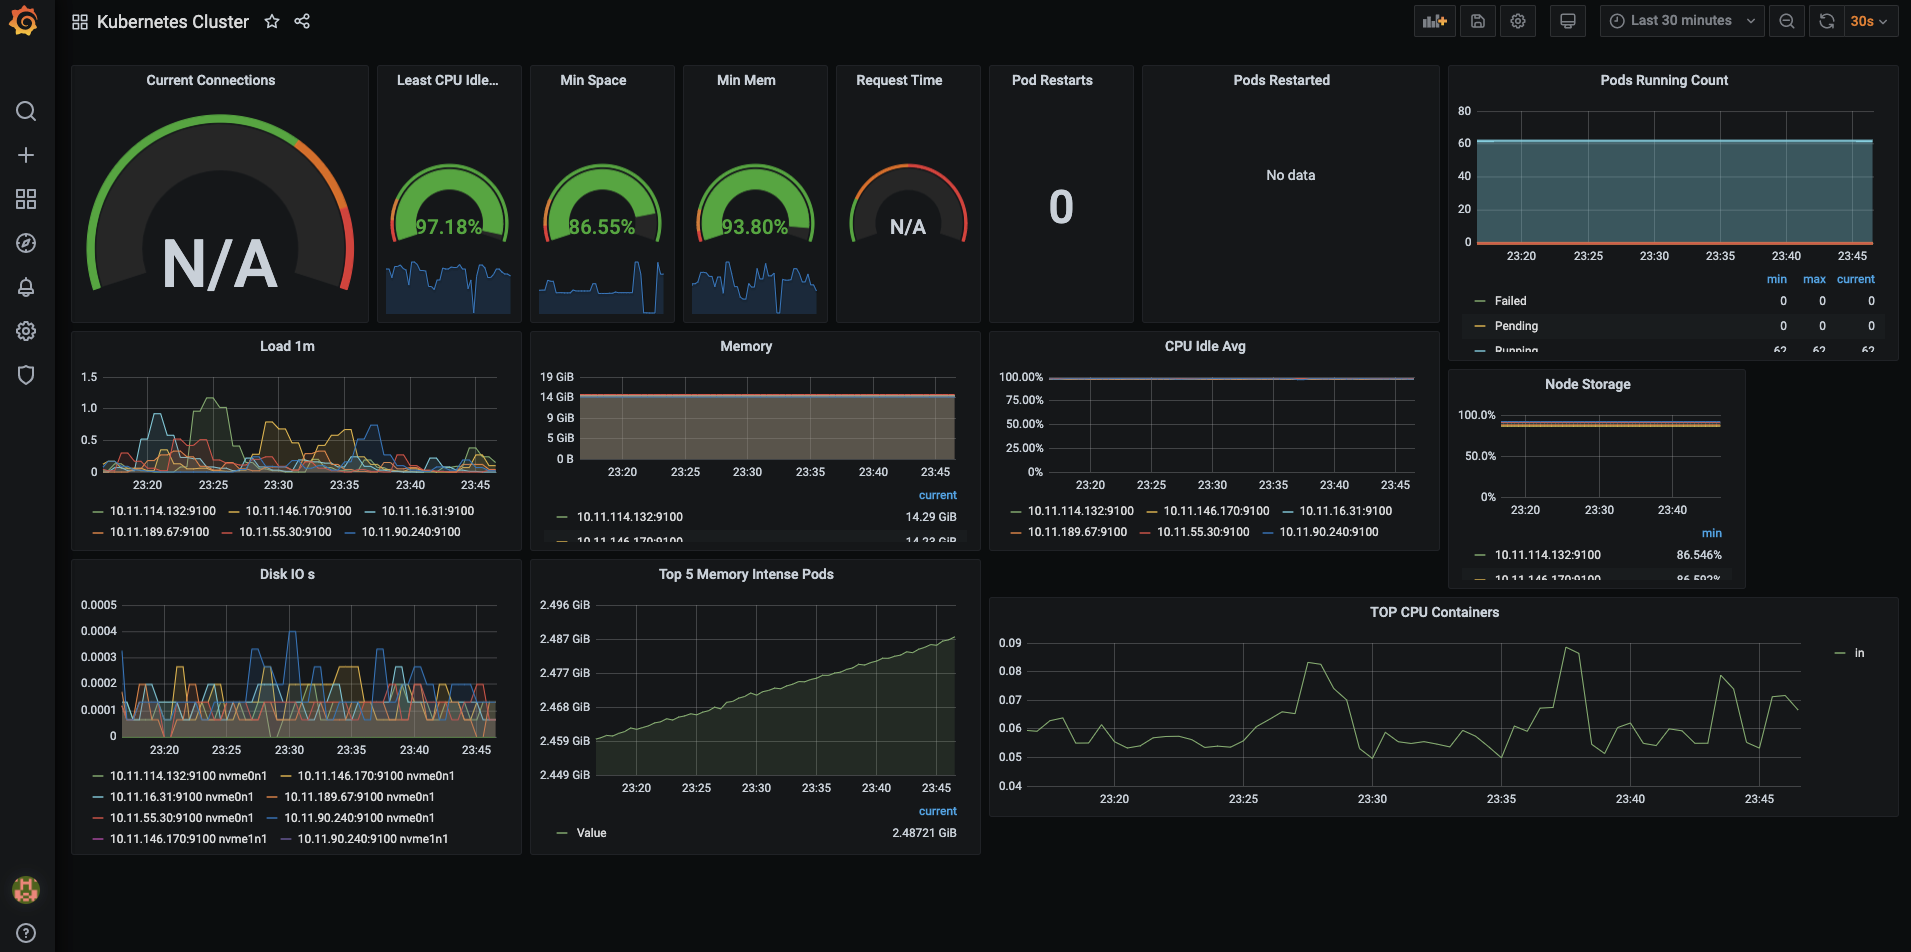 Kubernetes Cluster
Last 30 minutes
30s
Current Connections
N/A
Least CPU Idle...
97.18%
Min Space
86.55%
Min Mem
93.80%
Request Time
N/A
Pod Restarts
0
Pods Restarted
No data
Pods Running Count
80
60
40
20
0
23:20 23:25 23:30 23:35 23:40 23:45
min max current
Failed 0 0 0
Pending 0 0 0
Running 62 62 62
Load 1m
1.5
1.0
0.5
0
23:20 23:25 23:30 23:35 23:40 23:45
10.11.114.132:9100 10.11.146.170:9100 10.11.16.31:9100
10.11.189.67:9100 10.11.55.30:9100 10.11.90.240:9100
Memory
19 GiB
14 GiB
9 GiB
5 GiB
0 B
23:20 23:25 23:30 23:35 23:40 23:45
current
10.11.114.132:9100 14.29 GiB
10.11.146.170:9100 14.23 GiB
CPU Idle Avg
100.00%
75.00%
50.00%
25.00%
0%
23:20 23:25 23:30 23:35 23:40 23:45
10.11.114.132:9100 10.11.146.170:9100 10.11.16.31:9100
10.11.189.67:9100 10.11.55.30:9100 10.11.90.240:9100
Node Storage
100.0%
50.0%
0%
23:20 23:30 23:40
min
10.11.114.132:9100 86.546%
10.11.146.170:9100 86.592%
Disk IO s
0.0005
0.0004
0.0003
0.0002
0.0001
0
23:20 23:25 23:30 23:35 23:40 23:45
10.11.114.132:9100 nvme0n1 10.11.146.170:9100 nvme0n1
10.11.16.31:9100 nvme0n1 10.11.189.67:9100 nvme0n1
10.11.55.30:9100 nvme0n1 10.11.90.240:9100 nvme0n1
10.11.146.170:9100 nvme1n1 10.11.90.240:9100 nvme1n1
Top 5 Memory Intense Pods
2.496 GiB
2.487 GiB
2.477 GiB
2.468 GiB
2.459 GiB
2.449 GiB
23:20 23:25 23:30 23:35 23:40 23:45
current
Value 2.48721 GiB
TOP CPU Containers
0.09
0.08
0.07
0.06
0.05
0.04
23:20 23:25 23:30 23:35 23:40 23:45
in